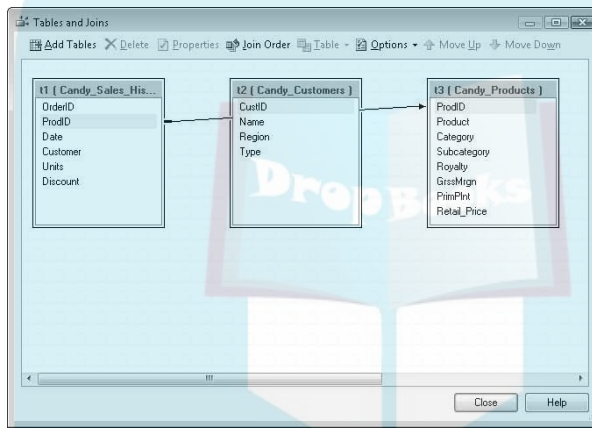 Tables and Joins
Add Tables Delete Properties Join Order Table Options Move Up Move Down
t1 ( Candy_Sales_His...
OrderID
ProdID
Date
Customer
Units
Discount
t2 ( Candy_Customers )
CustID
Name
Region
Type
t3 ( Candy_Products )
ProdID
Product
Category
Subcategory
Royalty
GrssMrgn
PrimPlnt
Retail_Price
DropBooks
Close Help